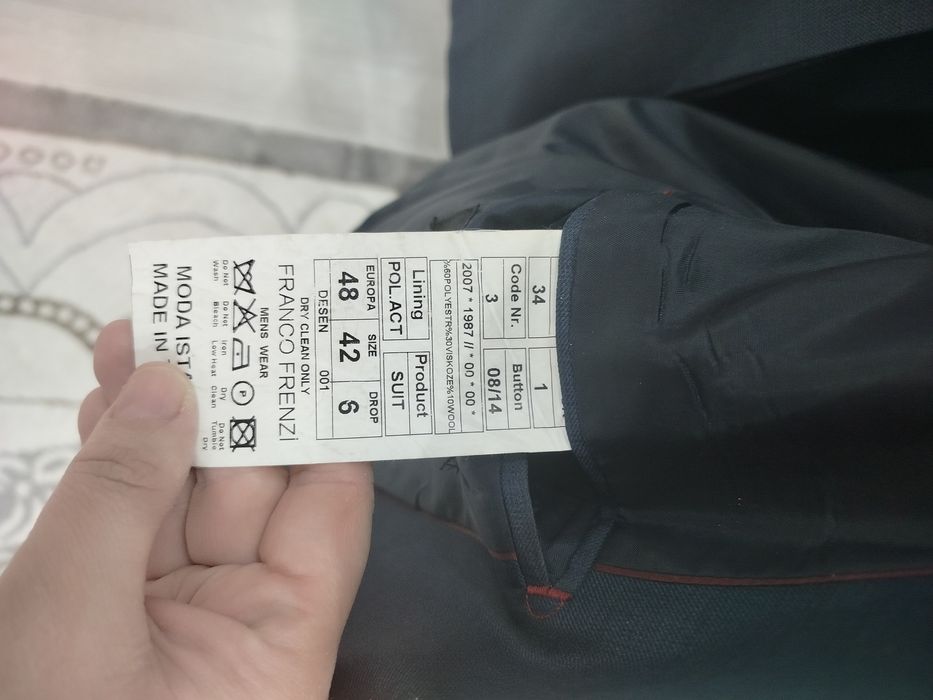 34 1
Code Nr. Button
3 08/14
2007 * 1987 // * 00 * 00 *
%60POLYESTR%30VISKOZE%10WOOL
Lining Product
POL.ACT SUIT
EUROPA SIZE DROP
48 42 6
DESEN 001
DRY CLEAN ONLY
FRANCO FRENZi
MENS WEAR
P
Do Not Wash Do Not Bleach Iron Low Heat Dry Clean Do Not Tumble Dry
MODA
MADE IN